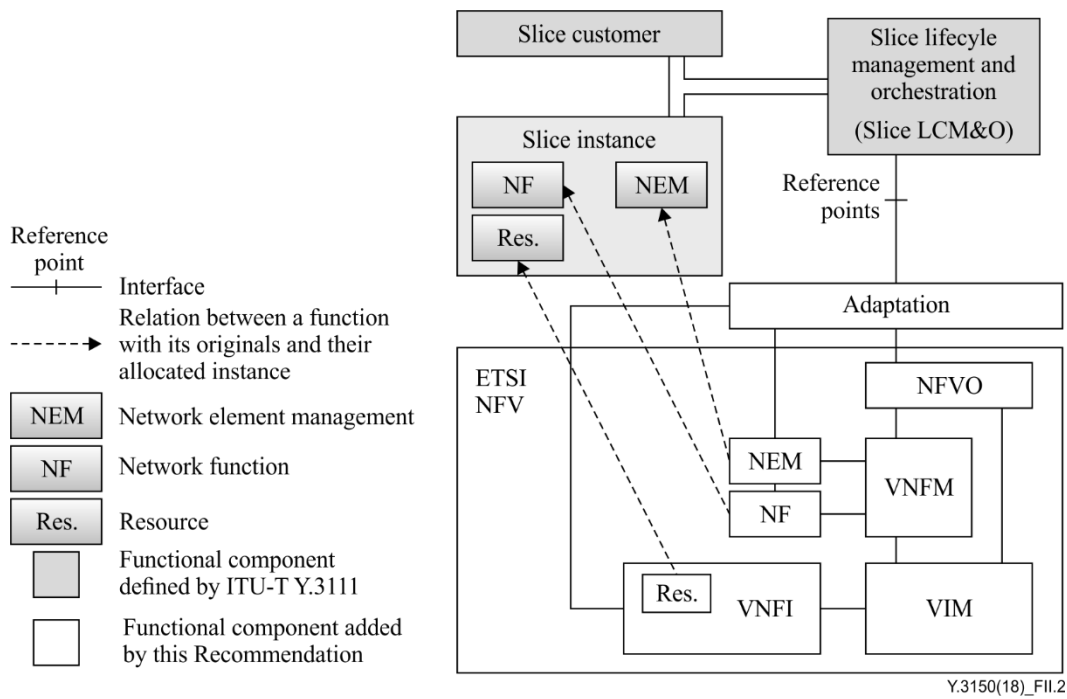 Slice customer
Slice lifecyle
management and
orchestration
(Slice LCM&O)
Slice instance
NF
NEM
Res.
Reference
points
Reference
point
Interface
Relation between a function
with its originals and their
allocated instance
NEM
Network element management
NF
Network function
Res.
Resource
Functional component
defined by ITU-T Y.3111
Functional component added
by this Recommendation
Adaptation
ETSI
NFV
NFVO
NEM
VNFM
NF
Res.
VNFI
VIM
Y.3150(18)_FII.2